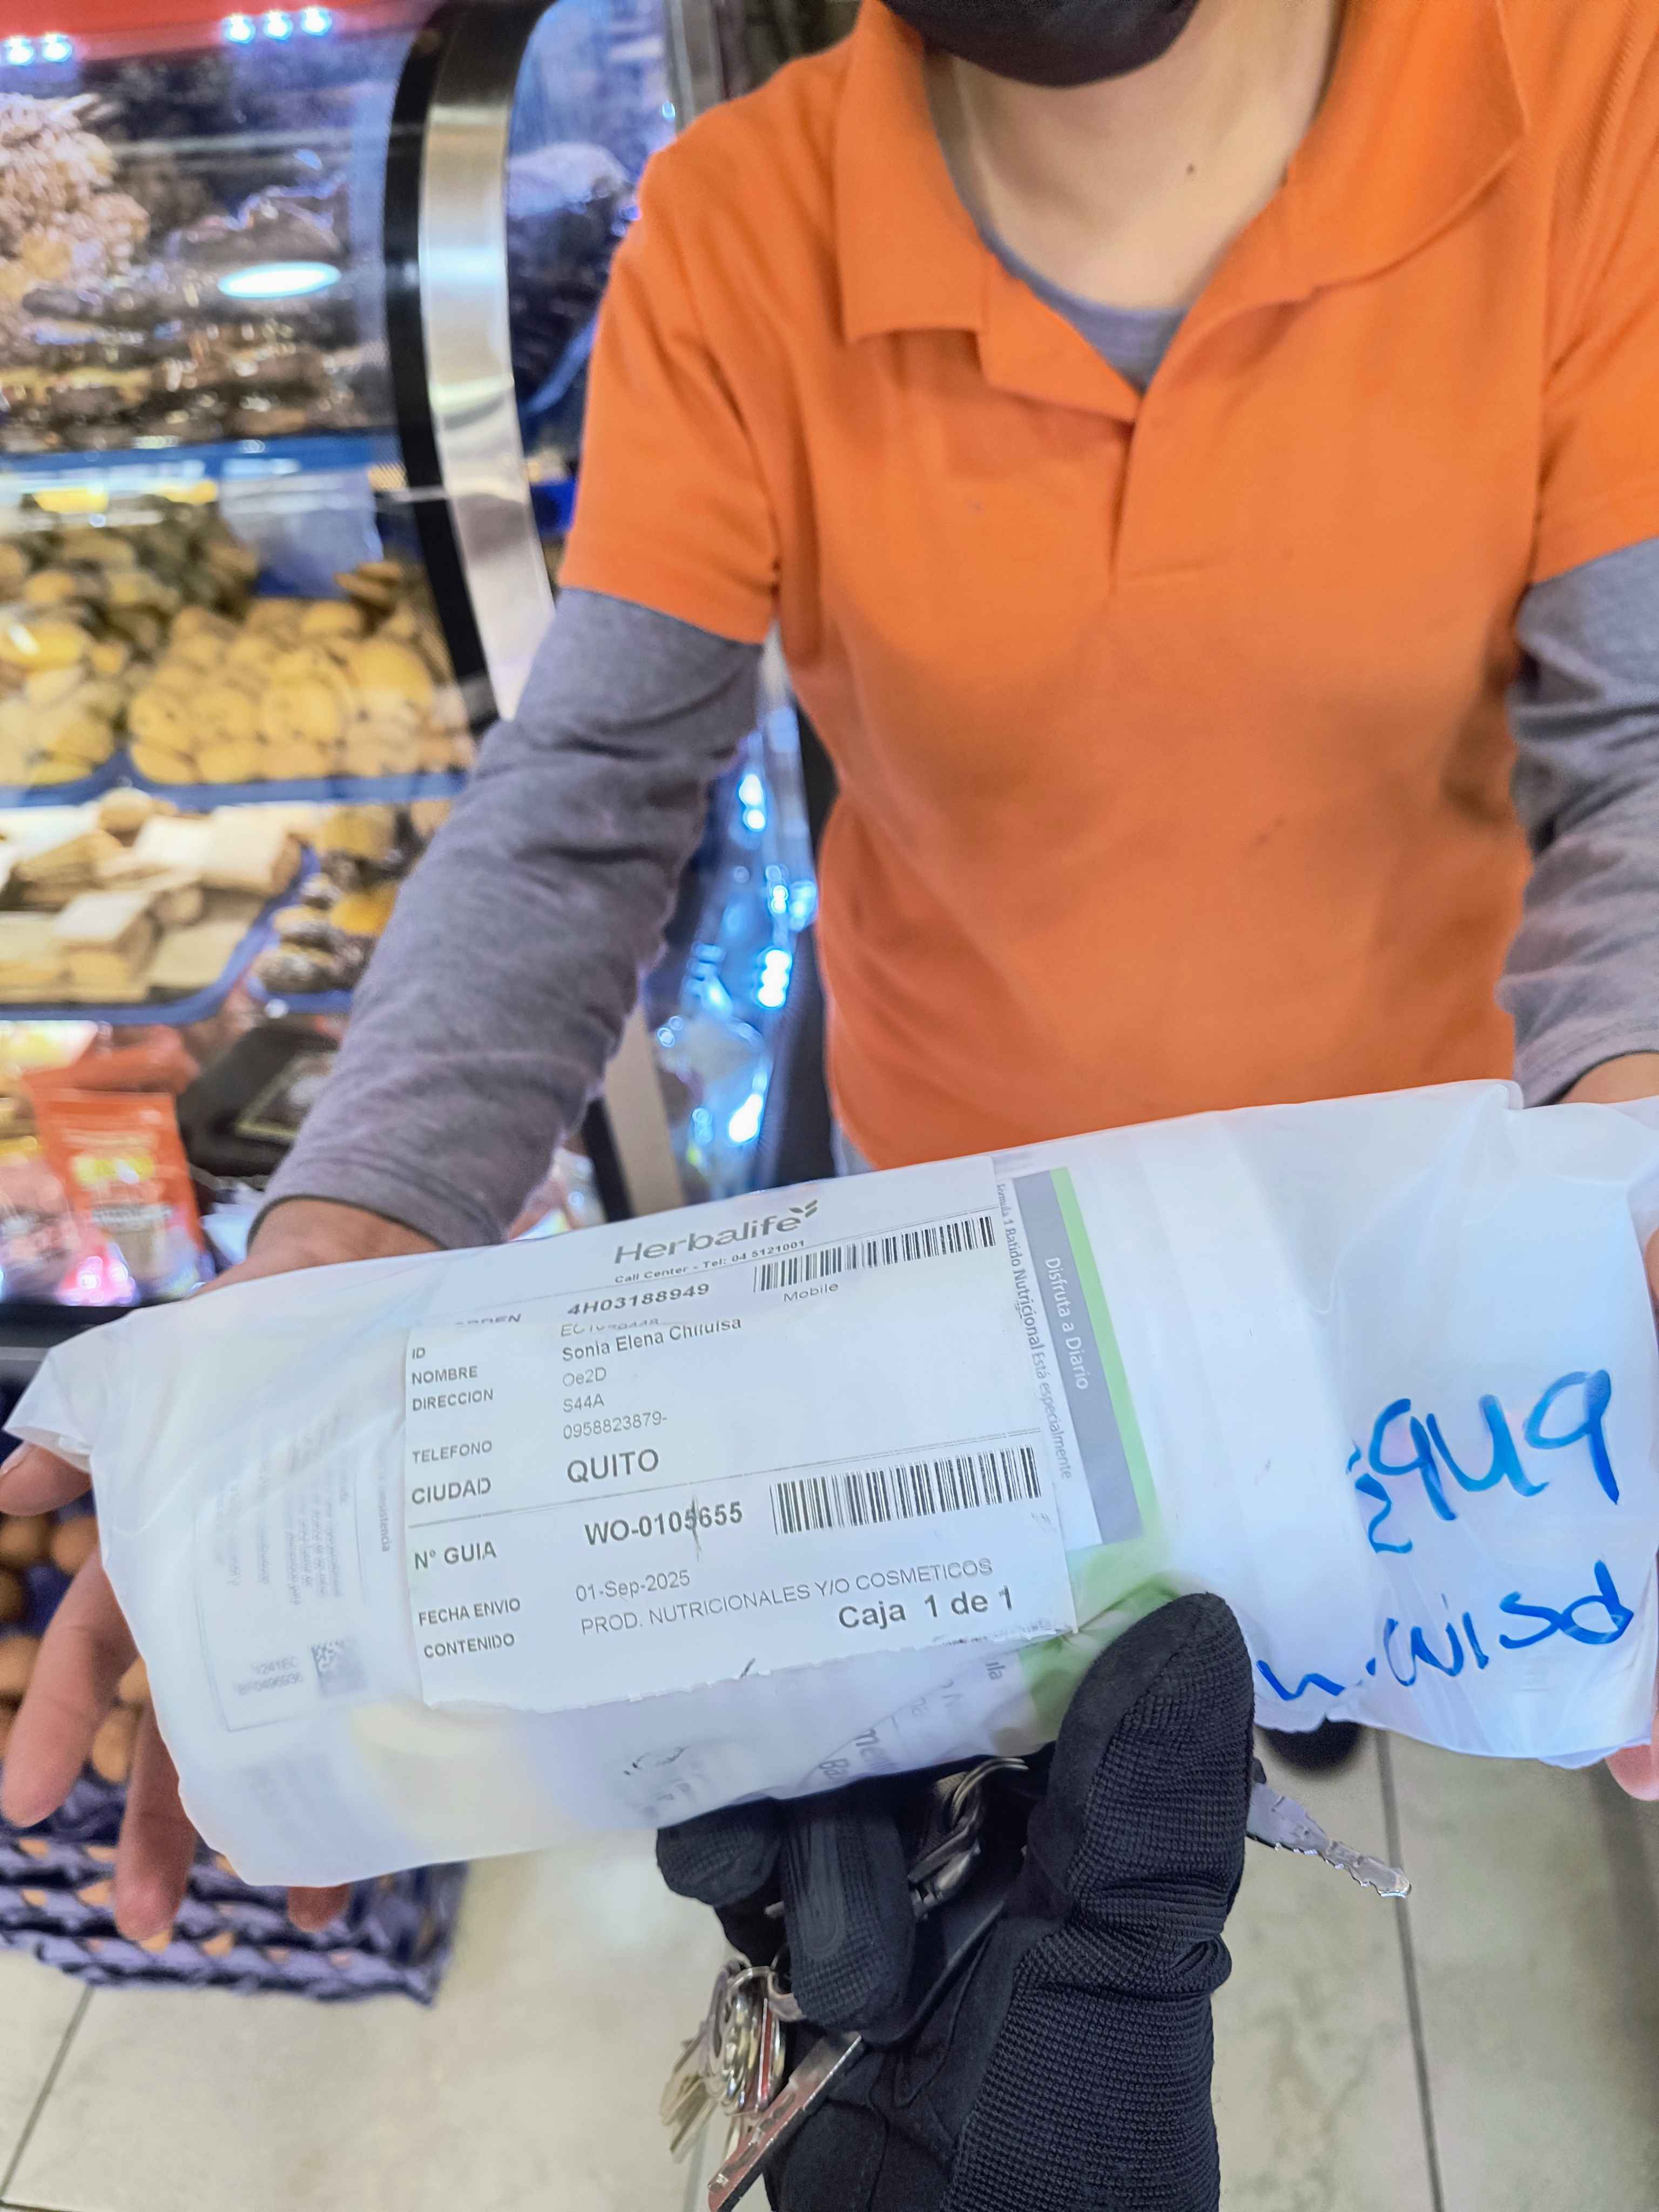 Herbalife
Call Center - Tel: 04 5121001
4H03188949
Mobile
ID
NOMBRE Sonia Elena Chiluisa
DIRECCION Oe2D
S44A
TELEFONO 0958823879-
CIUDAD QUITO
Nº GUIA WO-0105655
FECHA ENVIO 01-Sep-2025
CONTENIDO PROD. NUTRICIONALES Y/O COSMETICOS
Caja 1 de 1
Fórmula 1 Batido Nutricional Está especialmente
Disfruta a Diario